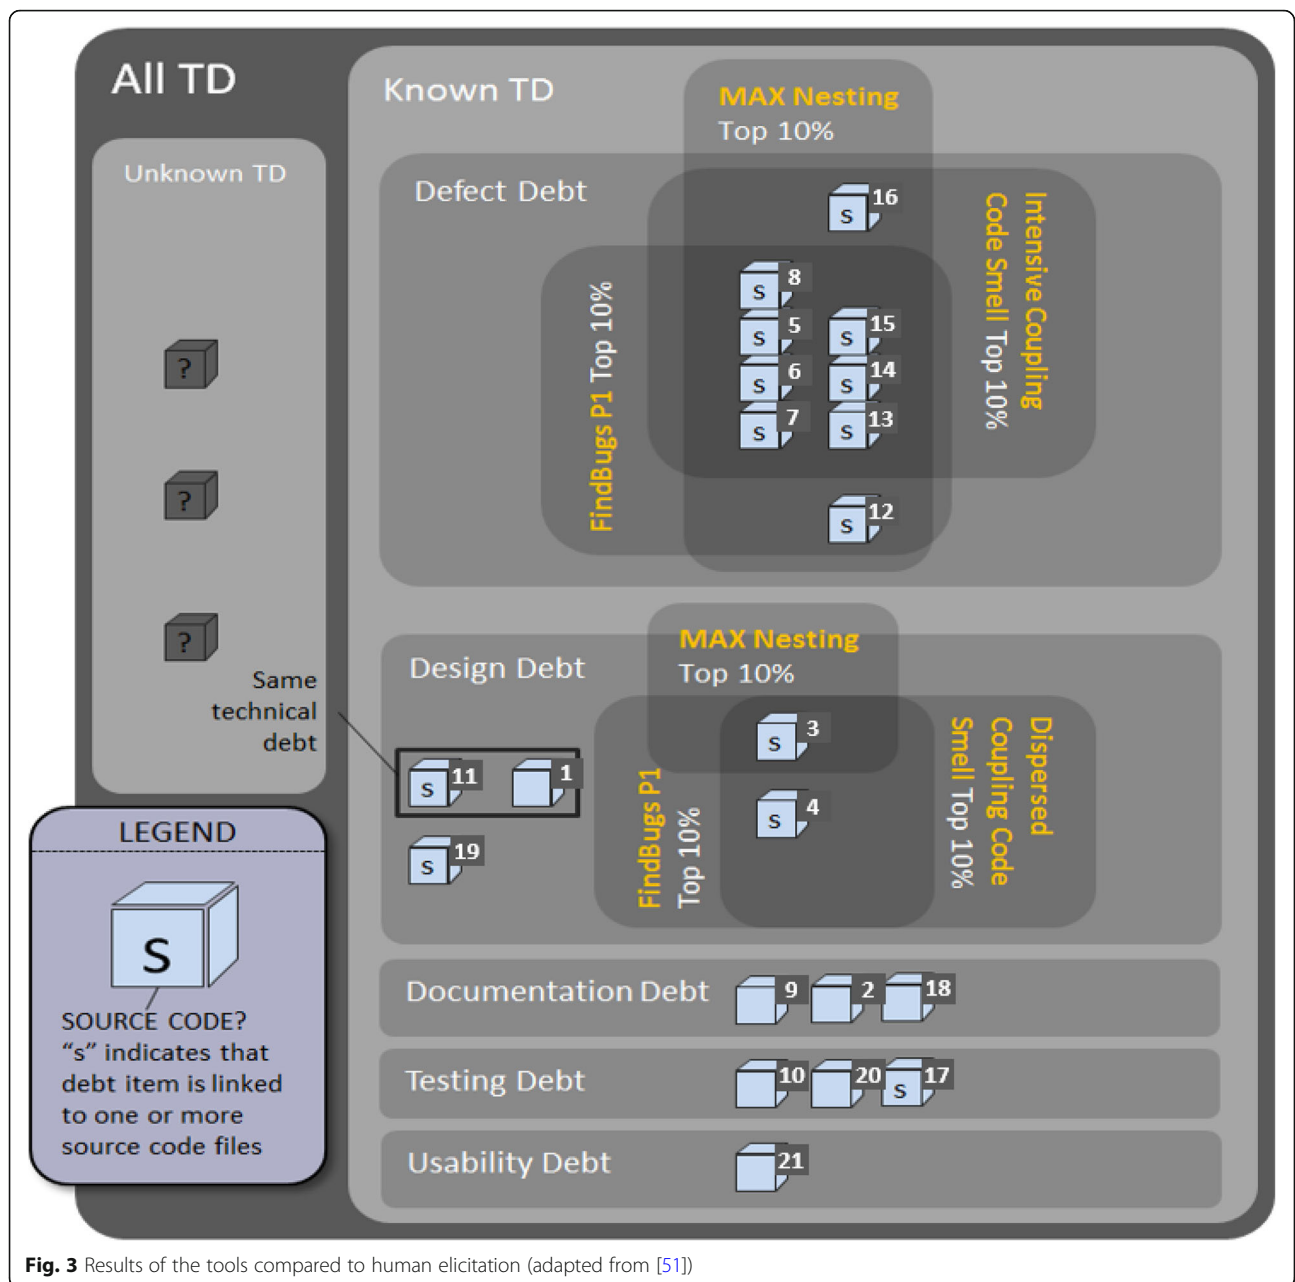 All TD
Unknown TD
?
?
?
Same
technical
debt
Known TD
MAX Nesting
Top 10%
Defect Debt
S 16
S 8
S 5
S 15
S 6
S 14
S 7
S 13
S 12
FindBugs P1 Top 10%
Intensive Coupling
Code Smell Top 10%
MAX Nesting
Top 10%
Design Debt
S 3
S 4
S 11
1
S 19
FindBugs P1
Top 10%
Dispersed
Coupling Code
Smell Top 10%
Documentation Debt
9
2
18
Testing Debt
10
20
S 17
Usability Debt
21
LEGEND
S
SOURCE CODE?
“s” indicates that
debt item is linked
to one or more
source code files
Fig. 3 Results of the tools compared to human elicitation (adapted from [51])